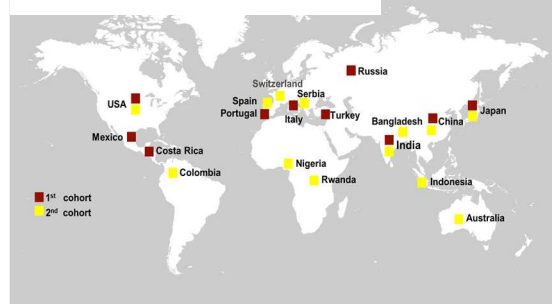 Russia
Switzerland
USA
Spain
Serbia
Portugal
Italy
Turkey
Bangladesh
China
Japan
Mexico
India
Costa Rica
Nigeria
Colombia
Rwanda
Indonesia
1st cohort
2nd cohort
Australia